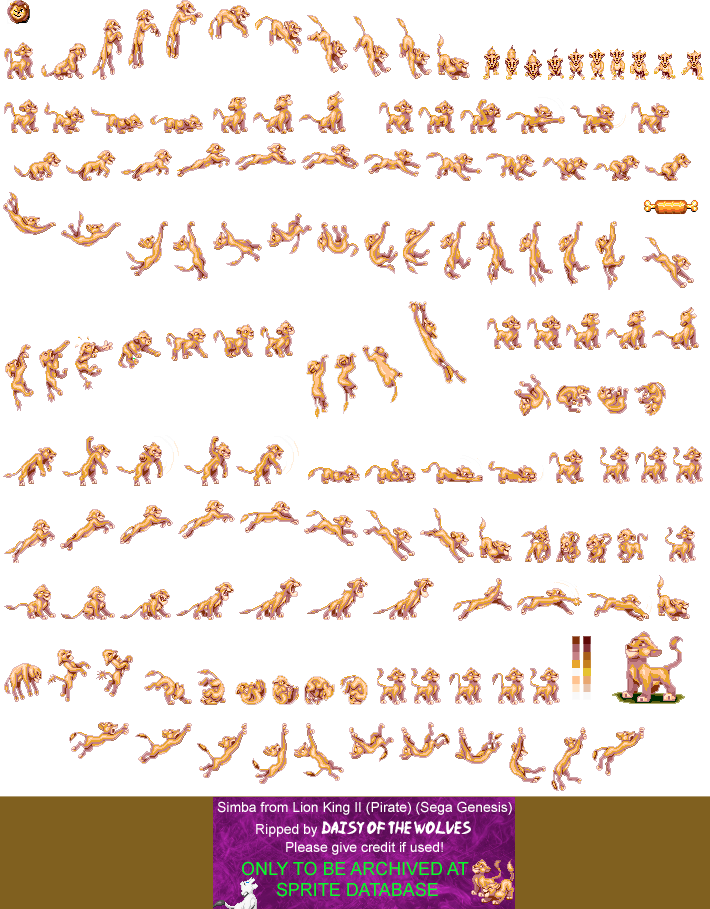 Simba from Lion King II (Pirate) (Sega Genesis)
Ripped by DAISY OF THE WOLVES
Please give credit if used!
ONLY TO BE ARCHIVED AT
SPRITE DATABASE